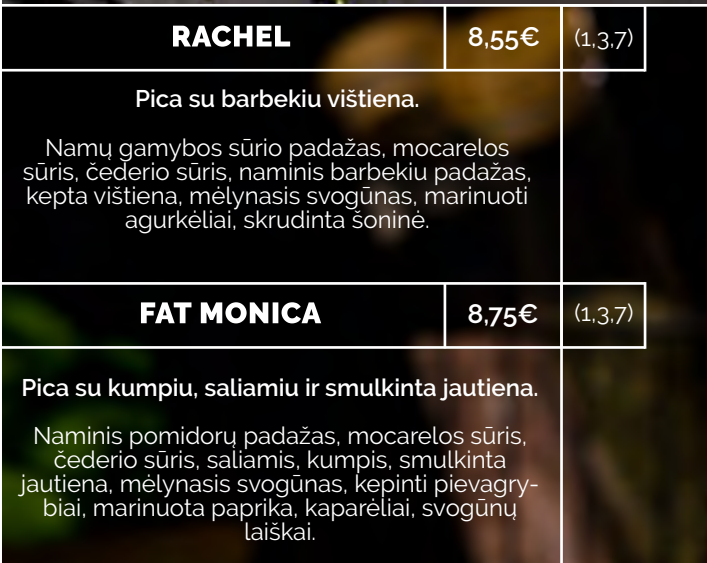 RACHEL 8,55€ (1,3,7)
Pica su barbekiu vištiena.
Namų gamybos sūrio padažas, mocarelos
sūris, čederio sūris, naminis barbekiu padažas,
kepta vištiena, mėlynasis svogūnas, marinuoti
agurkėliai, skrudinta šoninė.
FAT MONICA 8,75€ (1,3,7)
Pica su kumpiu, saliamiu ir smulkinta jautiena.
Naminis pomidorų padažas, mocarelos sūris,
čederio sūris, saliamis, kumpis, smulkinta
jautiena, mėlynasis svogūnas, kepinti pievagry-
biai, marinuota paprika, kaparėliai, svogūnų
laiškai.